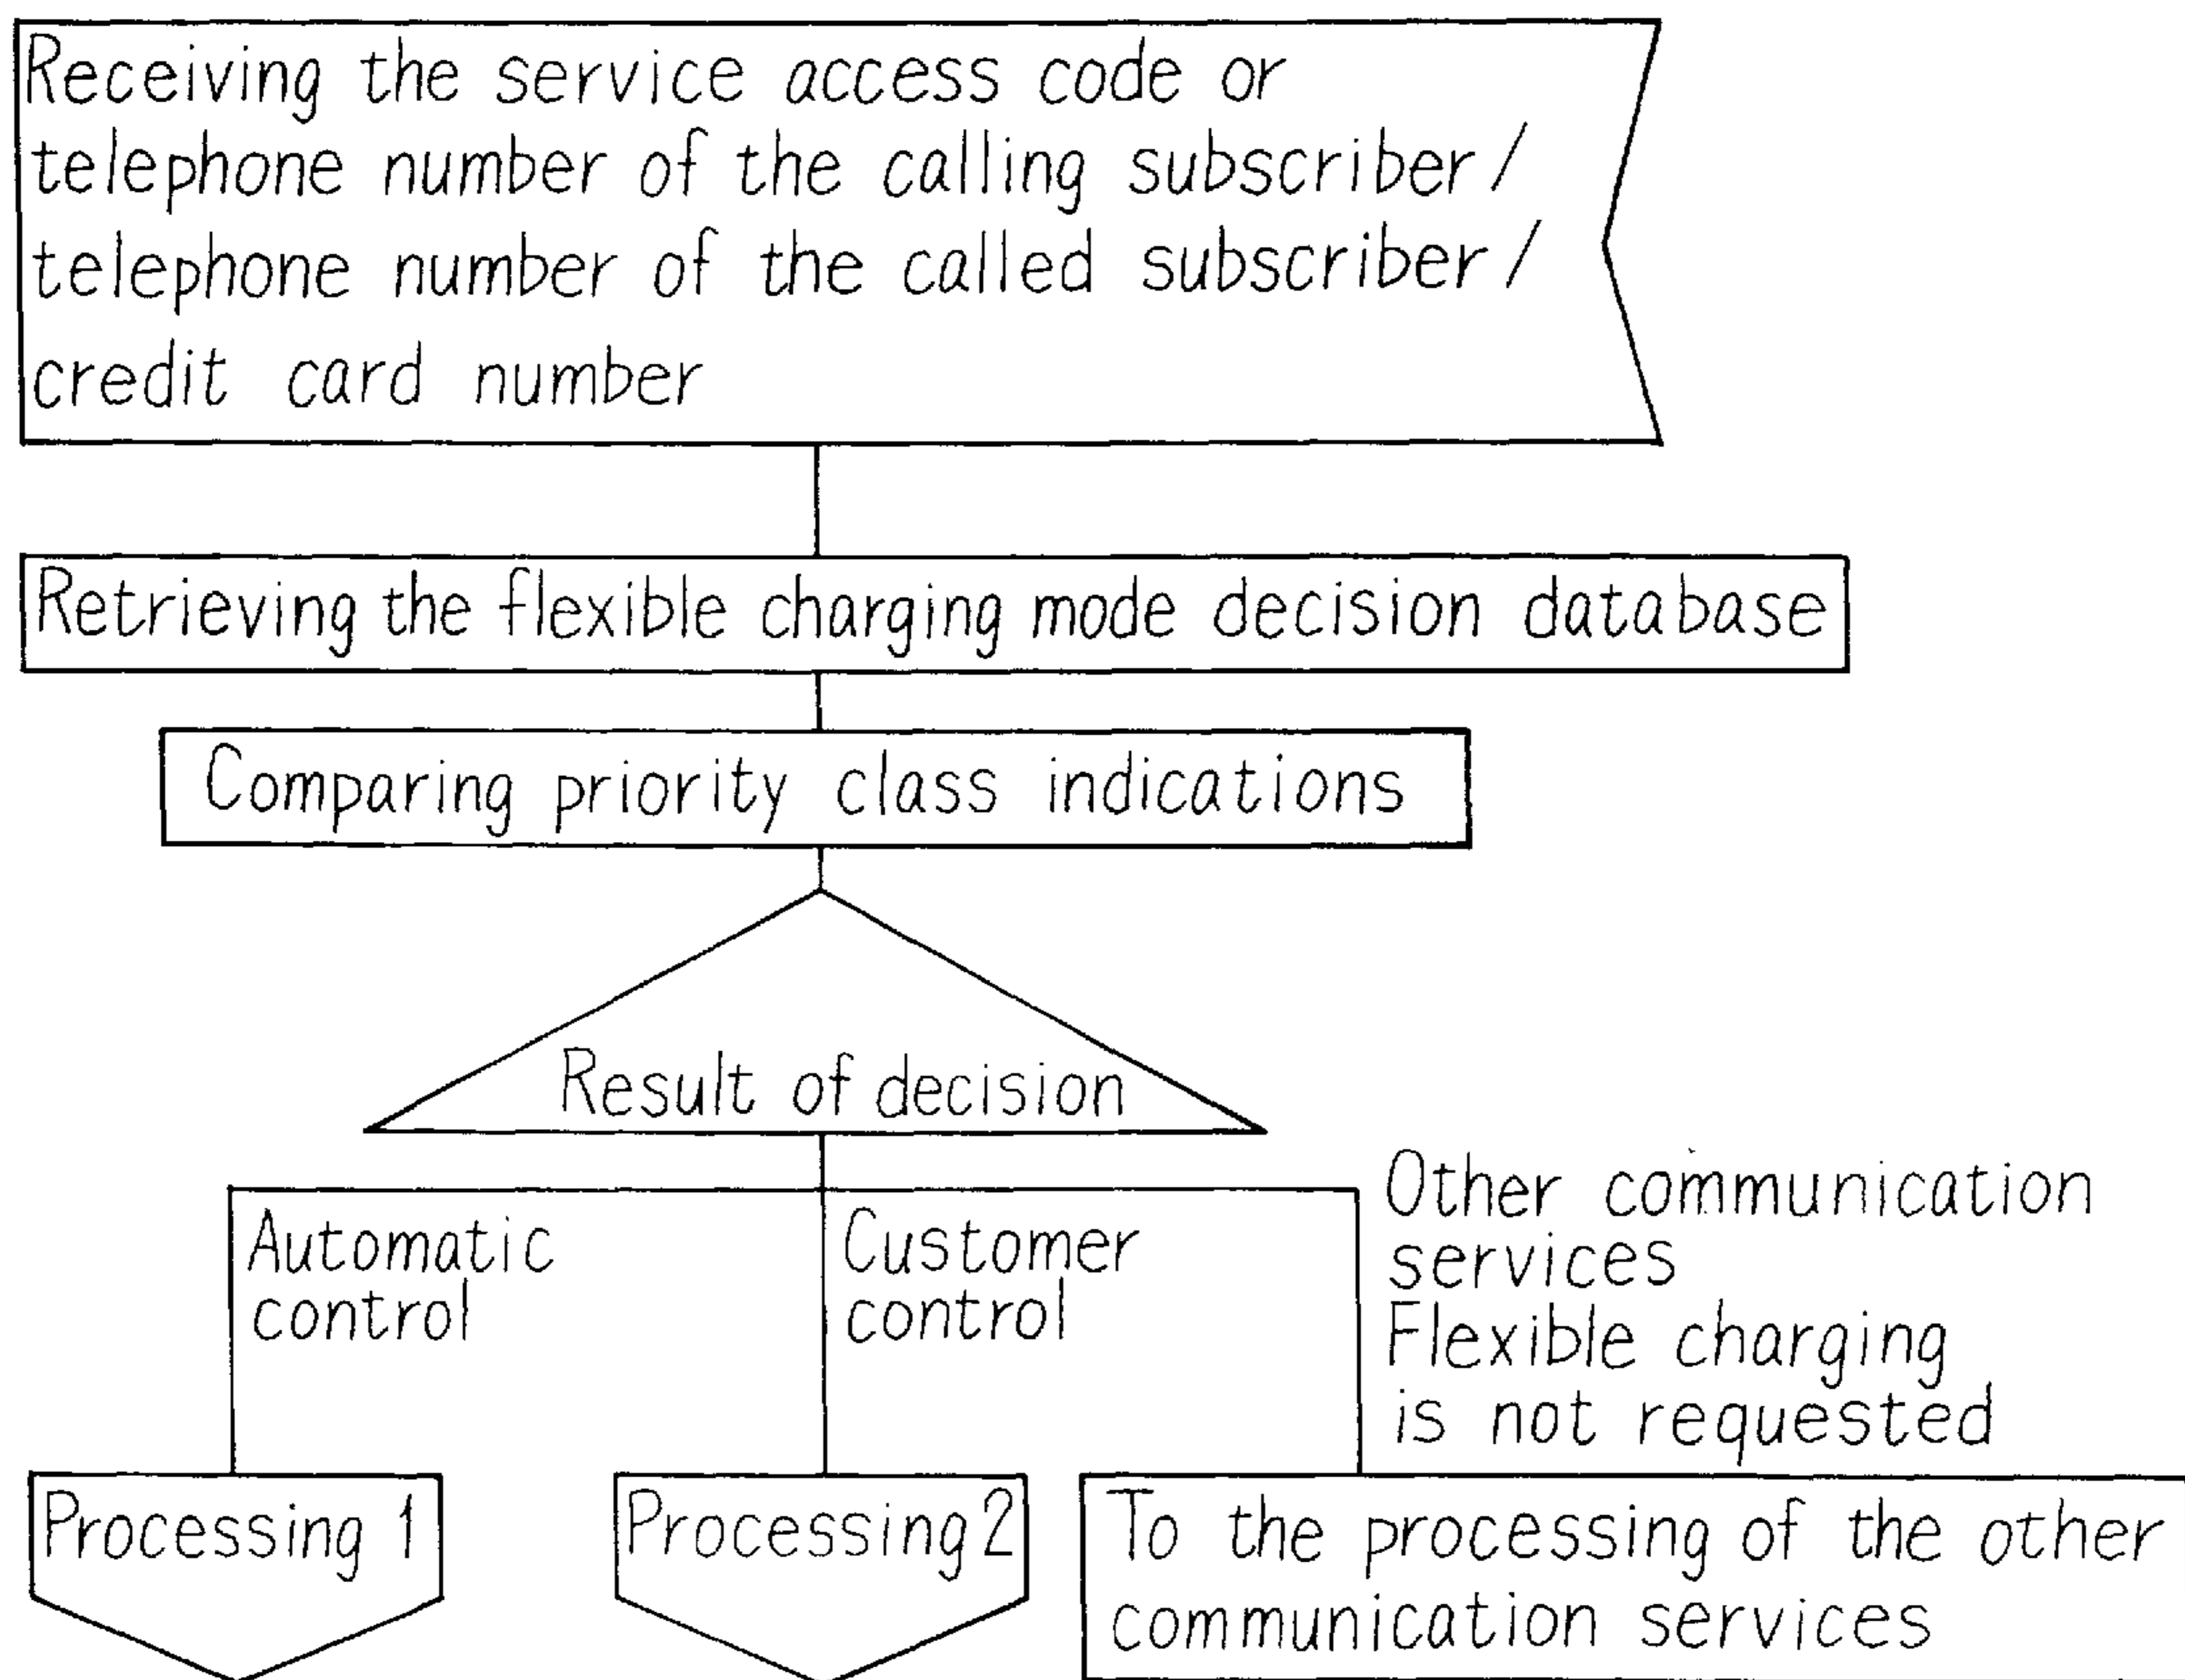 Receiving the service access code or
telephone number of the calling subscriber/
telephone number of the called subscriber/
credit card number
Retrieving the flexible charging mode decision database
Comparing priority class indications
Result of decision
Automatic
control
Customer
control
Other communication
services
Flexible charging
is not requested
Processing 1
Processing 2
To the processing of the other
communication services